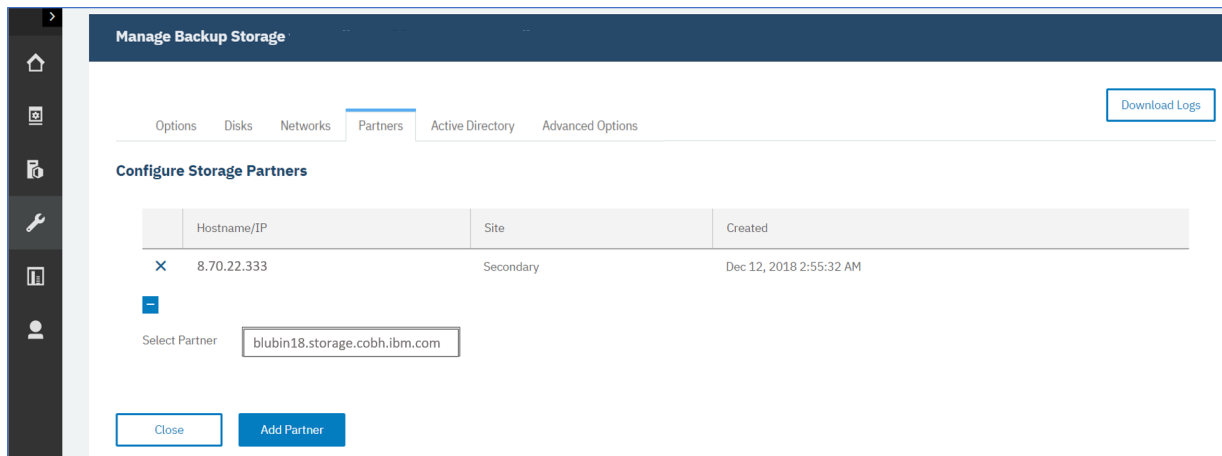 Manage Backup Storage
Download Logs
Options Disks Networks Partners Active Directory Advanced Options
Configure Storage Partners
Hostname/IP Site Created
8.70.22.333 Secondary Dec 12, 2018 2:55:32 AM
Select Partner blubin18.storage.cobh.ibm.com
Close Add Partner